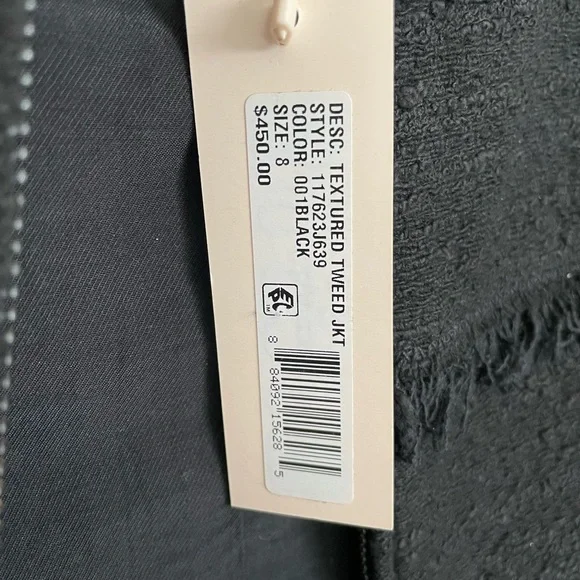 DESC: TEXTURED TWEED JKT
STYLE: 117623J639
COLOR: 001BLACK
SIZE: 8
$450.00
8 84092 15628 5